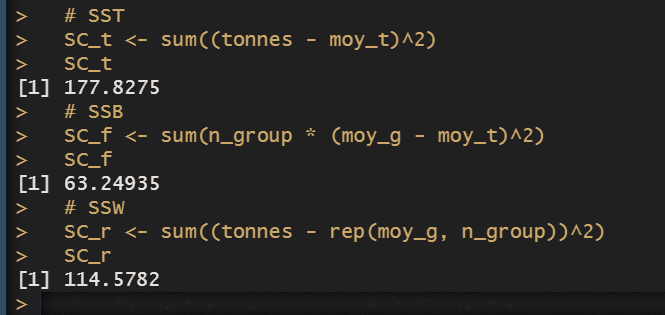 >   # SST
>   SC_t <- sum((tonnes - moy_t)^2)
>   SC_t
[1] 177.8275
>   # SSB
>   SC_f <- sum(n_group * (moy_g - moy_t)^2)
>   SC_f
[1] 63.24935
>   # SSW
>   SC_r <- sum((tonnes - rep(moy_g, n_group))^2)
>   SC_r
[1] 114.5782
>